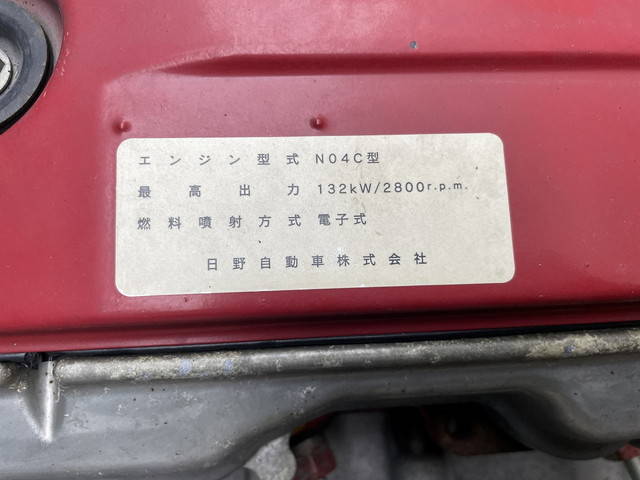 エンジン型式 N04C型
最高出力 132kW/2800r.p.m.
燃料噴射方式 電子式
日野自動車株式会社